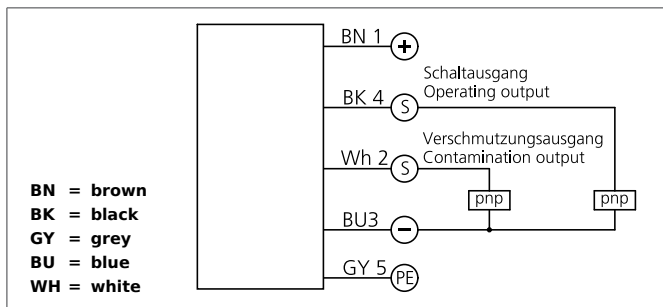 BN 1 +
Schaltausgang
Operating output
BK 4 S
Verschmutzungsausgang
Contamination output
Wh 2 S
pnp pnp
BU3 −
GY 5 PE
BN = brown
BK = black
GY = grey
BU = blue
WH = white